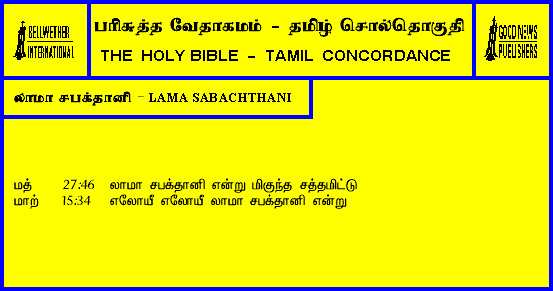 BELLWETHER
INTERNATIONAL
பரிசுத்த வேதாகமம் - தமிழ் சொல்தொகுதி
THE HOLY BIBLE - TAMIL CONCORDANCE
GOOD NEWS
PUBLISHERS
லாமா சபக்தானி - LAMA SABACHTHANI
மத் 27:46 லாமா சபக்தானி என்று மிகுந்த சத்தமிட்டு
மாற் 15:34 எலோயீ எலோயீ லாமா சபக்தானி என்று